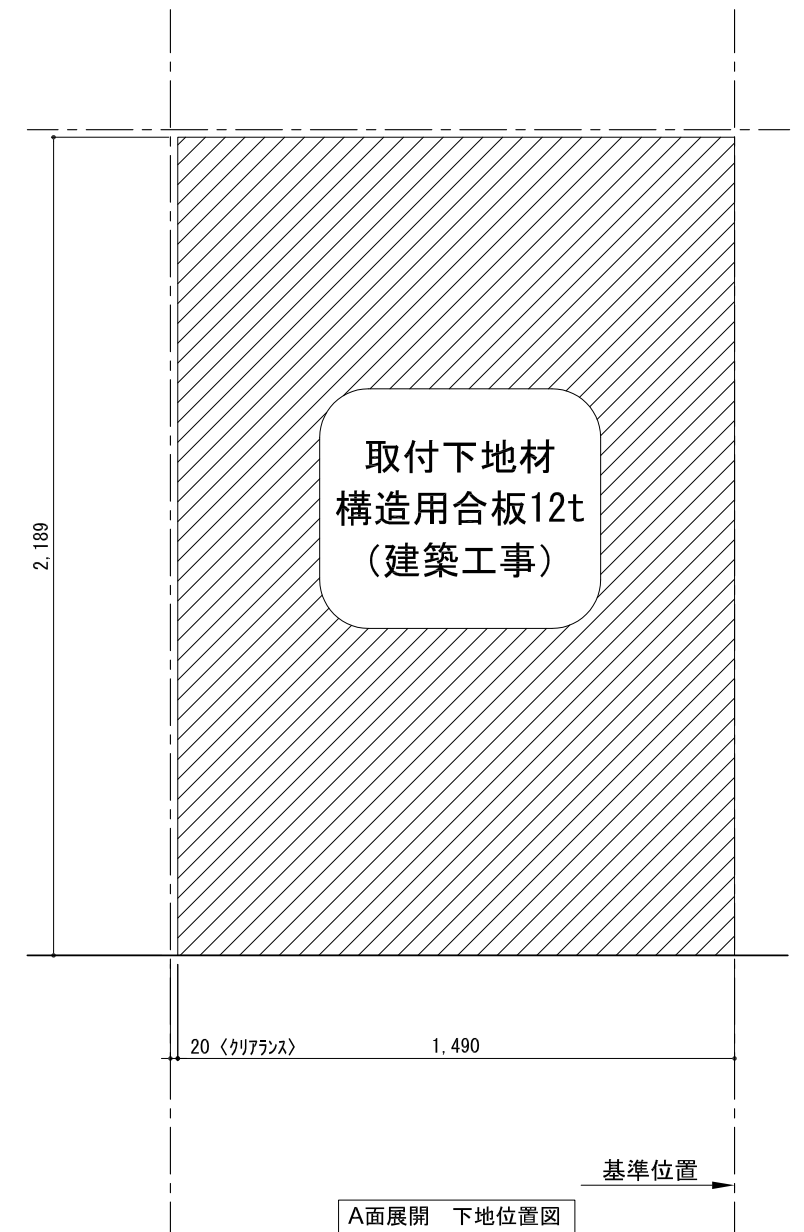 取付下地材
構造用合板12t
(建築工事)
2,189
20 〈クリアランス〉
1,490
基準位置
A面展開 下地位置図